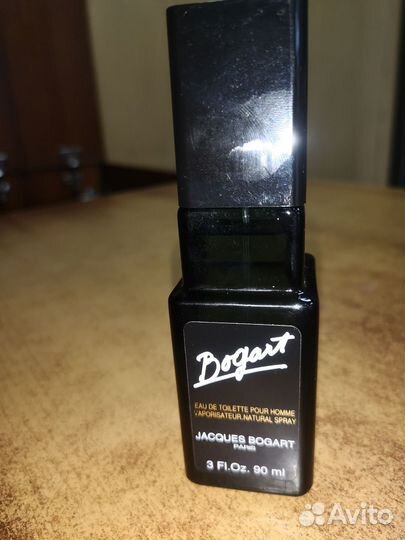 Bogart
EAU DE TOILETTE POUR HOMME
VAPORISATEUR.NATURAL SPRAY
JACQUES BOGART
PARIS
3 Fl.Oz. 90 ml
Avito